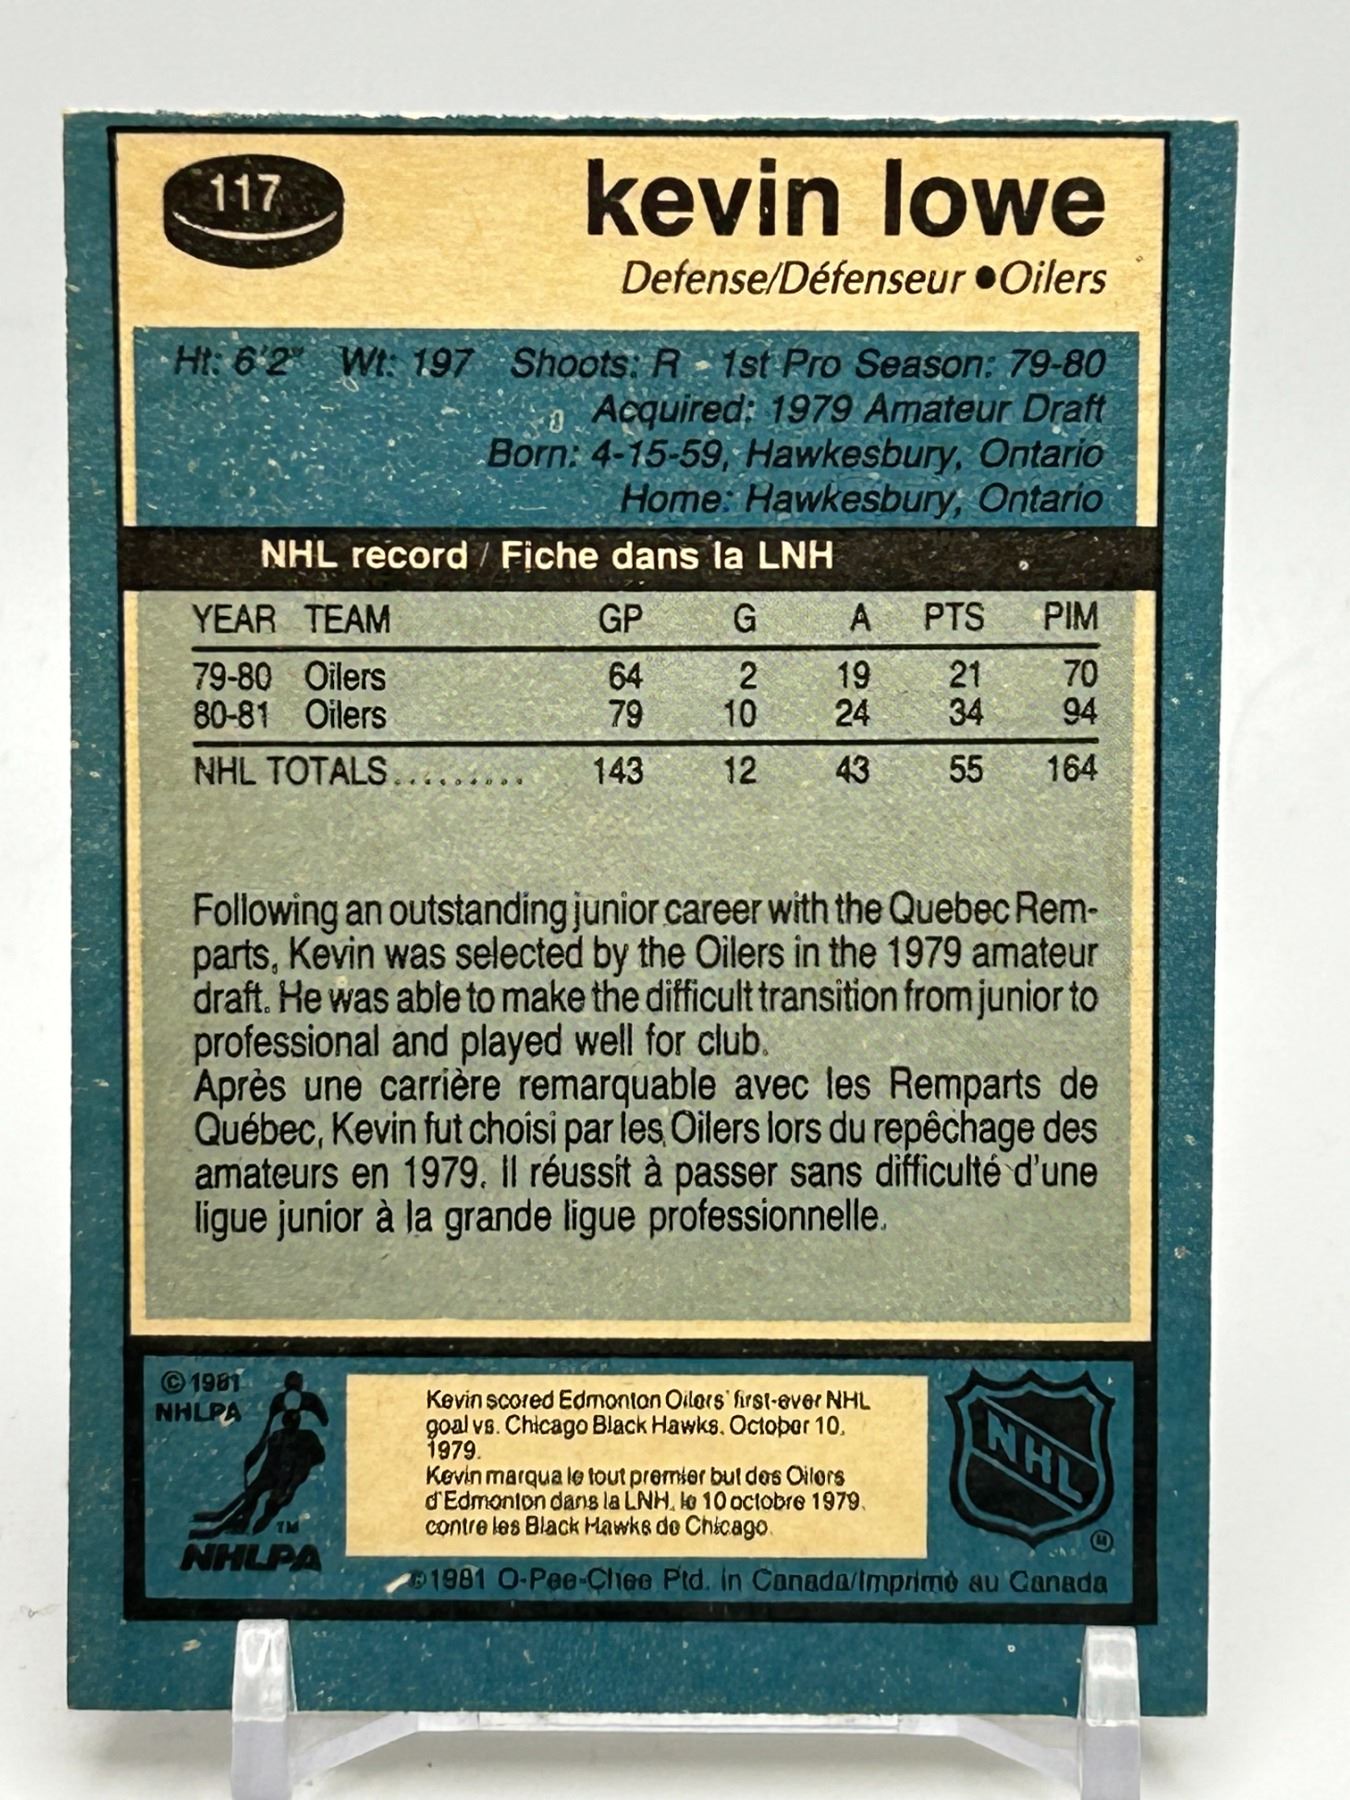 117
kevin lowe
Defense/Défenseur ●Oilers
Ht: 6'2" Wt: 197 Shoots: R 1st Pro Season: 79-80
Acquired: 1979 Amateur Draft
Born: 4-15-59, Hawkesbury, Ontario
Home: Hawkesbury, Ontario
NHL record / Fiche dans la LNH
YEAR TEAM GP G A PTS PIM
79-80 Oilers 64 2 19 21 70
80-81 Oilers 79 10 24 34 94
NHL TOTALS......... 143 12 43 55 164
Following an outstanding junior career with the Quebec Rem-
parts, Kevin was selected by the Oilers in the 1979 amateur
draft. He was able to make the difficult transition from junior to
professional and played well for club.
Après une carrière remarquable avec les Remparts de
Québec, Kevin fut choisi par les Oilers lors du repêchage des
amateurs en 1979. Il réussit à passer sans difficulté d'une
ligue junior à la grande ligue professionnelle.
©1981
NHLPA
TM
NHLPA
Kevin scored Edmonton Oilers' first-ever NHL
goal vs. Chicago Black Hawks, October 10,
1979.
Kevin marqua le tout premier but des Oilers
d'Edmonton dans la LNH, le 10 octobre 1979,
contre les Black Hawks de Chicago.
NHL
©1981 O-Pee-Chee Ptd. in Canada/Imprimé au Canada